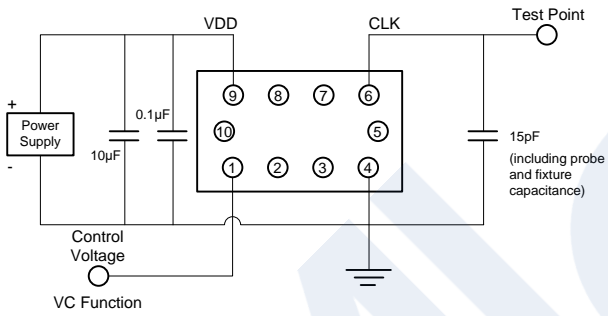 VDD
CLK
Test Point
+
Power
Supply
-
10µF
0.1µF
9
8
7
6
10
5
1
2
3
4
15pF
(including probe
and fixture
capacitance)
Control
Voltage
VC Function